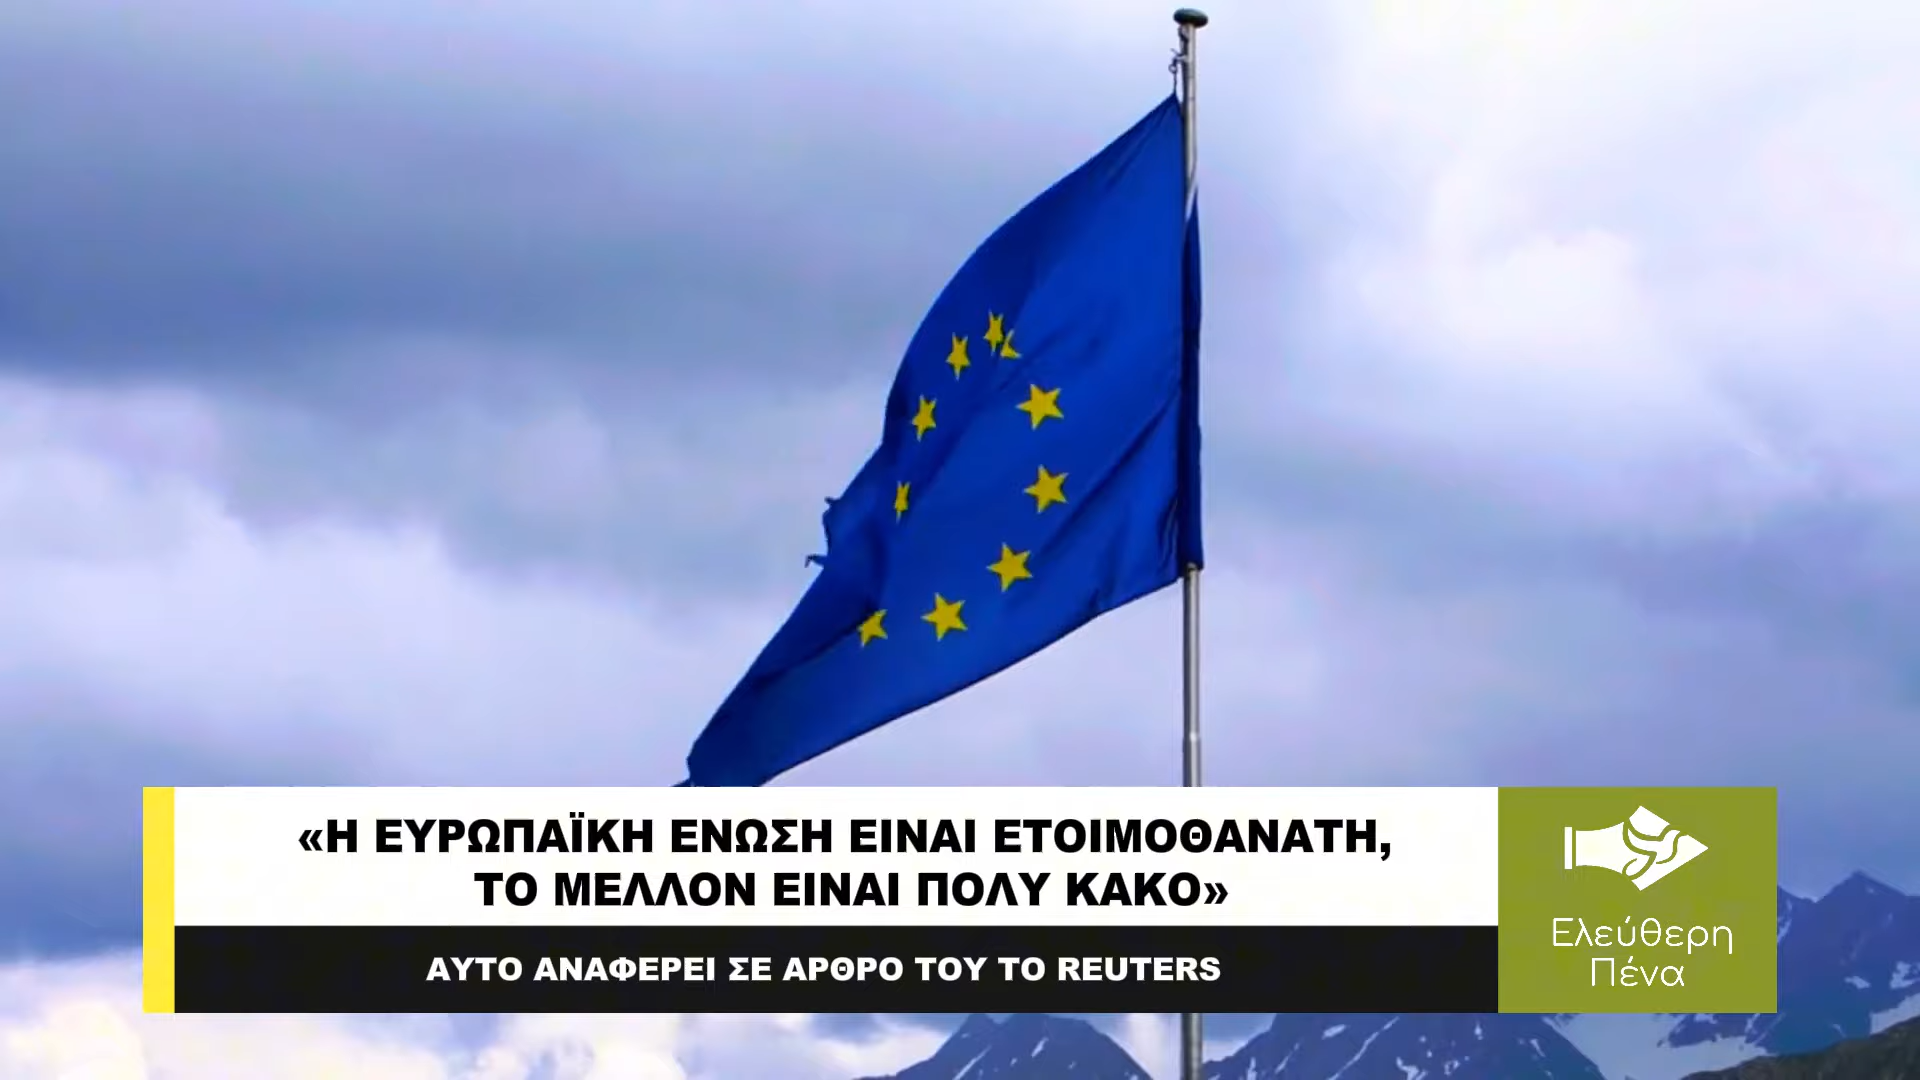 «Η ΕΥΡΩΠΑΪΚΗ ΕΝΩΣΗ ΕΙΝΑΙ ΕΤΟΙΜΟΘΑΝΑΤΗ,
ΤΟ ΜΕΛΛΟΝ ΕΙΝΑΙ ΠΟΛΥ ΚΑΚΟ»
ΑΥΤΟ ΑΝΑΦΕΡΕΙ ΣΕ ΑΡΘΡΟ ΤΟΥ ΤΟ REUTERS
Ελεύθερη
Πένα